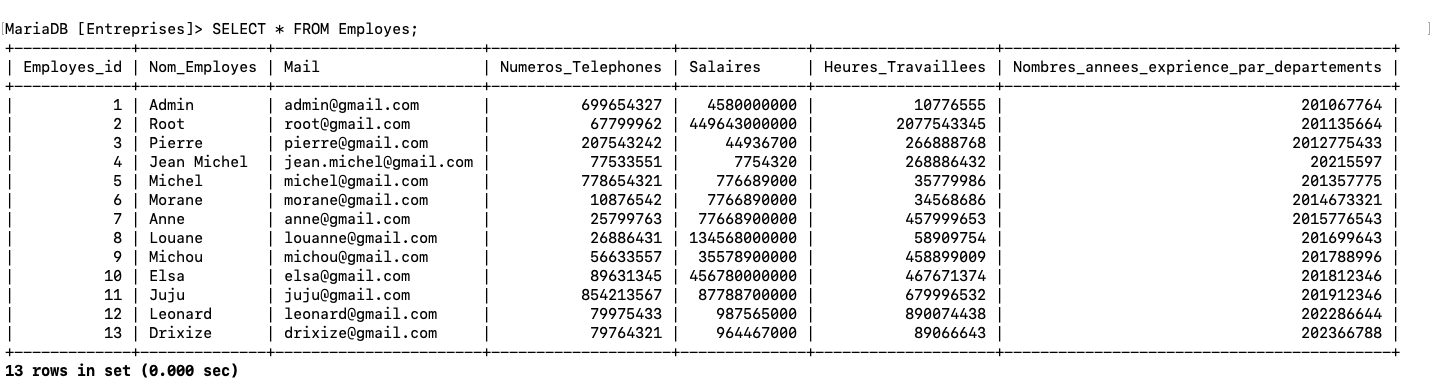 MariaDB [Entreprises]> SELECT * FROM Employes;
| Employes_id | Nom_Employes | Mail | Numeros_Telephones | Salaires | Heures_Travaillees | Nombres_annees_exprience_par_departements |
| 1 | Admin | admin@gmail.com | 699654327 | 4580000000 | 10776555 | 201067764 |
| 2 | Root | root@gmail.com | 67799962 | 449643000000 | 2077543345 | 201135664 |
| 3 | Pierre | pierre@gmail.com | 207543242 | 44936700 | 266888768 | 2012775433 |
| 4 | Jean Michel | jean.michel@gmail.com | 77533551 | 7754320 | 268886432 | 20215597 |
| 5 | Michel | michel@gmail.com | 778654321 | 776689000 | 35779986 | 201357775 |
| 6 | Morane | morane@gmail.com | 10876542 | 7766890000 | 34568686 | 2014673321 |
| 7 | Anne | anne@gmail.com | 25799763 | 77668900000 | 457999653 | 2015776543 |
| 8 | Louane | louanne@gmail.com | 26886431 | 134568000000 | 58909754 | 201699643 |
| 9 | Michou | michou@gmail.com | 56633557 | 35578900000 | 458899009 | 201788996 |
| 10 | Elsa | elsa@gmail.com | 89631345 | 456780000000 | 467671374 | 201812346 |
| 11 | Juju | juju@gmail.com | 854213567 | 87788700000 | 679996532 | 201912346 |
| 12 | Leonard | leonard@gmail.com | 79975433 | 987565000 | 890074438 | 202286644 |
| 13 | Drixize | drixize@gmail.com | 79764321 | 964467000 | 89066643 | 202366788 |
13 rows in set (0.000 sec)